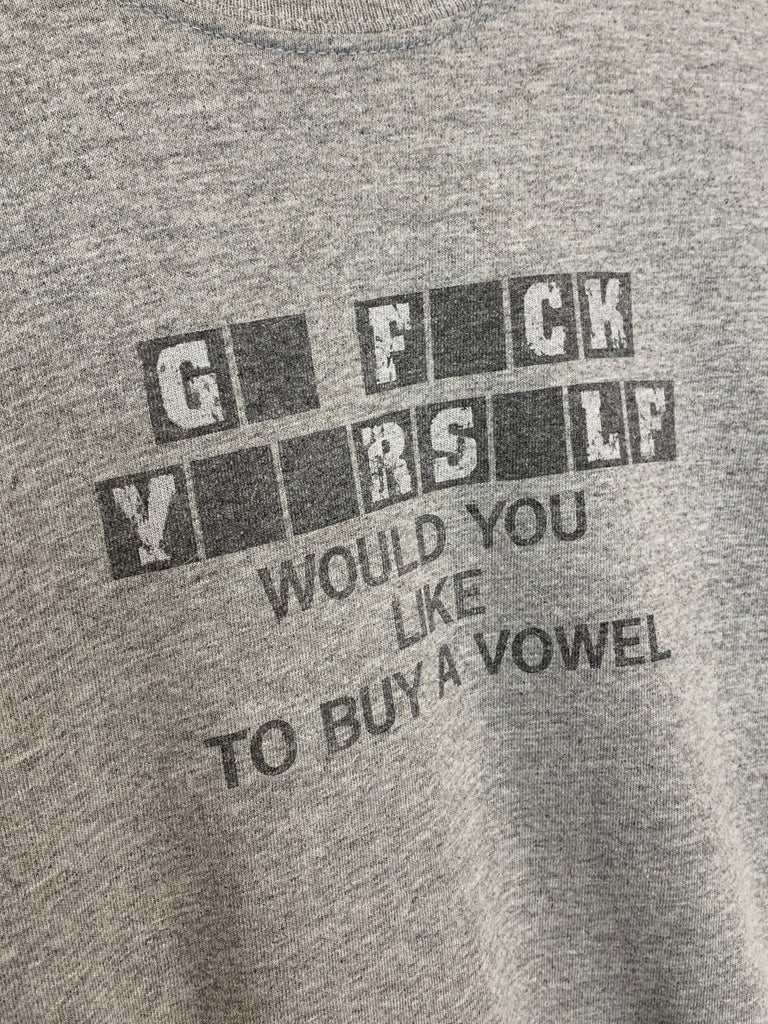 G F CK
Y RS LF
WOULD YOU
LIKE
TO BUY A VOWEL